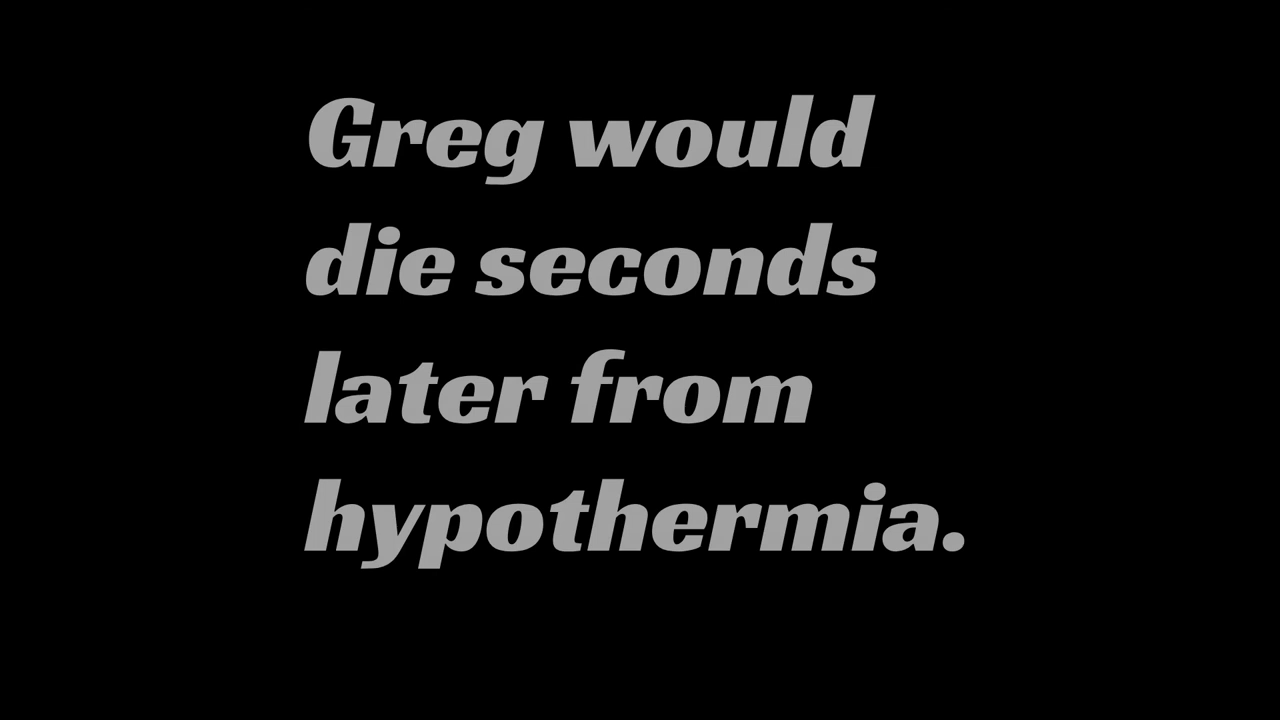 Greg would
die seconds
later from
hypothermia.